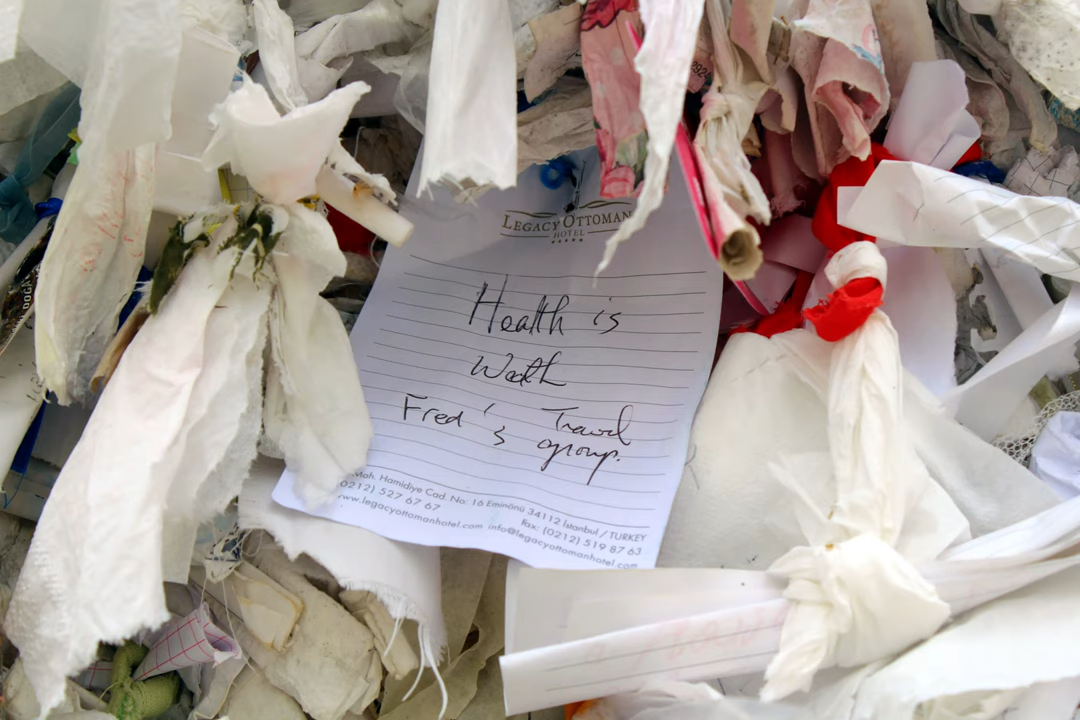 LEGACY OTTOMAN
HOTEL
Health is
Wealth
Fred's Travel
group.
Mah. Hamidiye Cad. No: 16 Eminönü 34112 İstanbul / TURKEY
(0212) 527 67 67 Fax: (0212) 519 87 63
www.legacyottomanhotel.com info@legacyottomanhotel.com